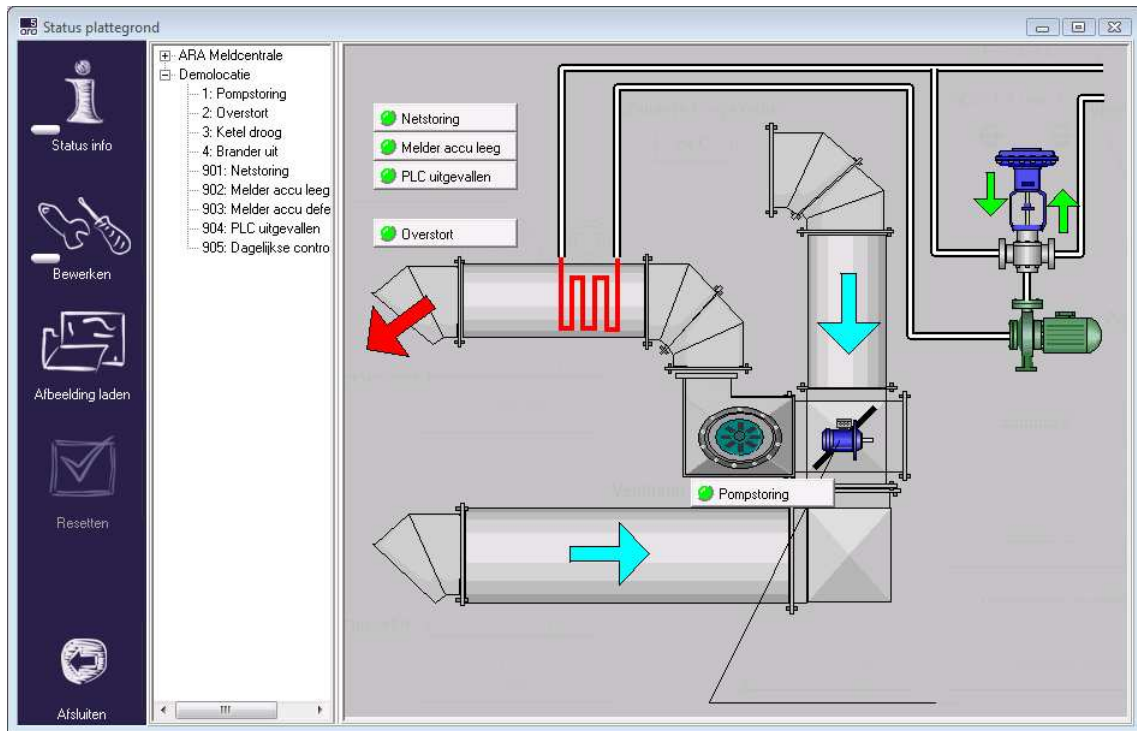 Status plattegrond
Status info
Bewerken
Afbeelding laden
Resetten
Afsluiten
ARA Meldcentrale
Demolocatie
1: Pompstoring
2: Overstort
3: Ketel droog
4: Brander uit
901: Netstoring
902: Melder accu leeg
903: Melder accu defe
904: PLC uitgevallen
905: Dagelijkse contro
Netstoring
Melder accu leeg
PLC uitgevallen
Overstort
Pompstoring